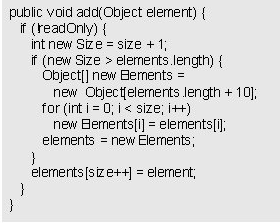 public void add(Object element) {
if (!readOnly) {
int new Size = size + 1;
if (new Size > elements.length) {
Object[] new Elements =
new Object[elements.length + 10];
for (int i = 0; i < size; i++)
new Elements[i] = elements[i];
elements = new Elements;
}
elements[size++] = element;
}
}